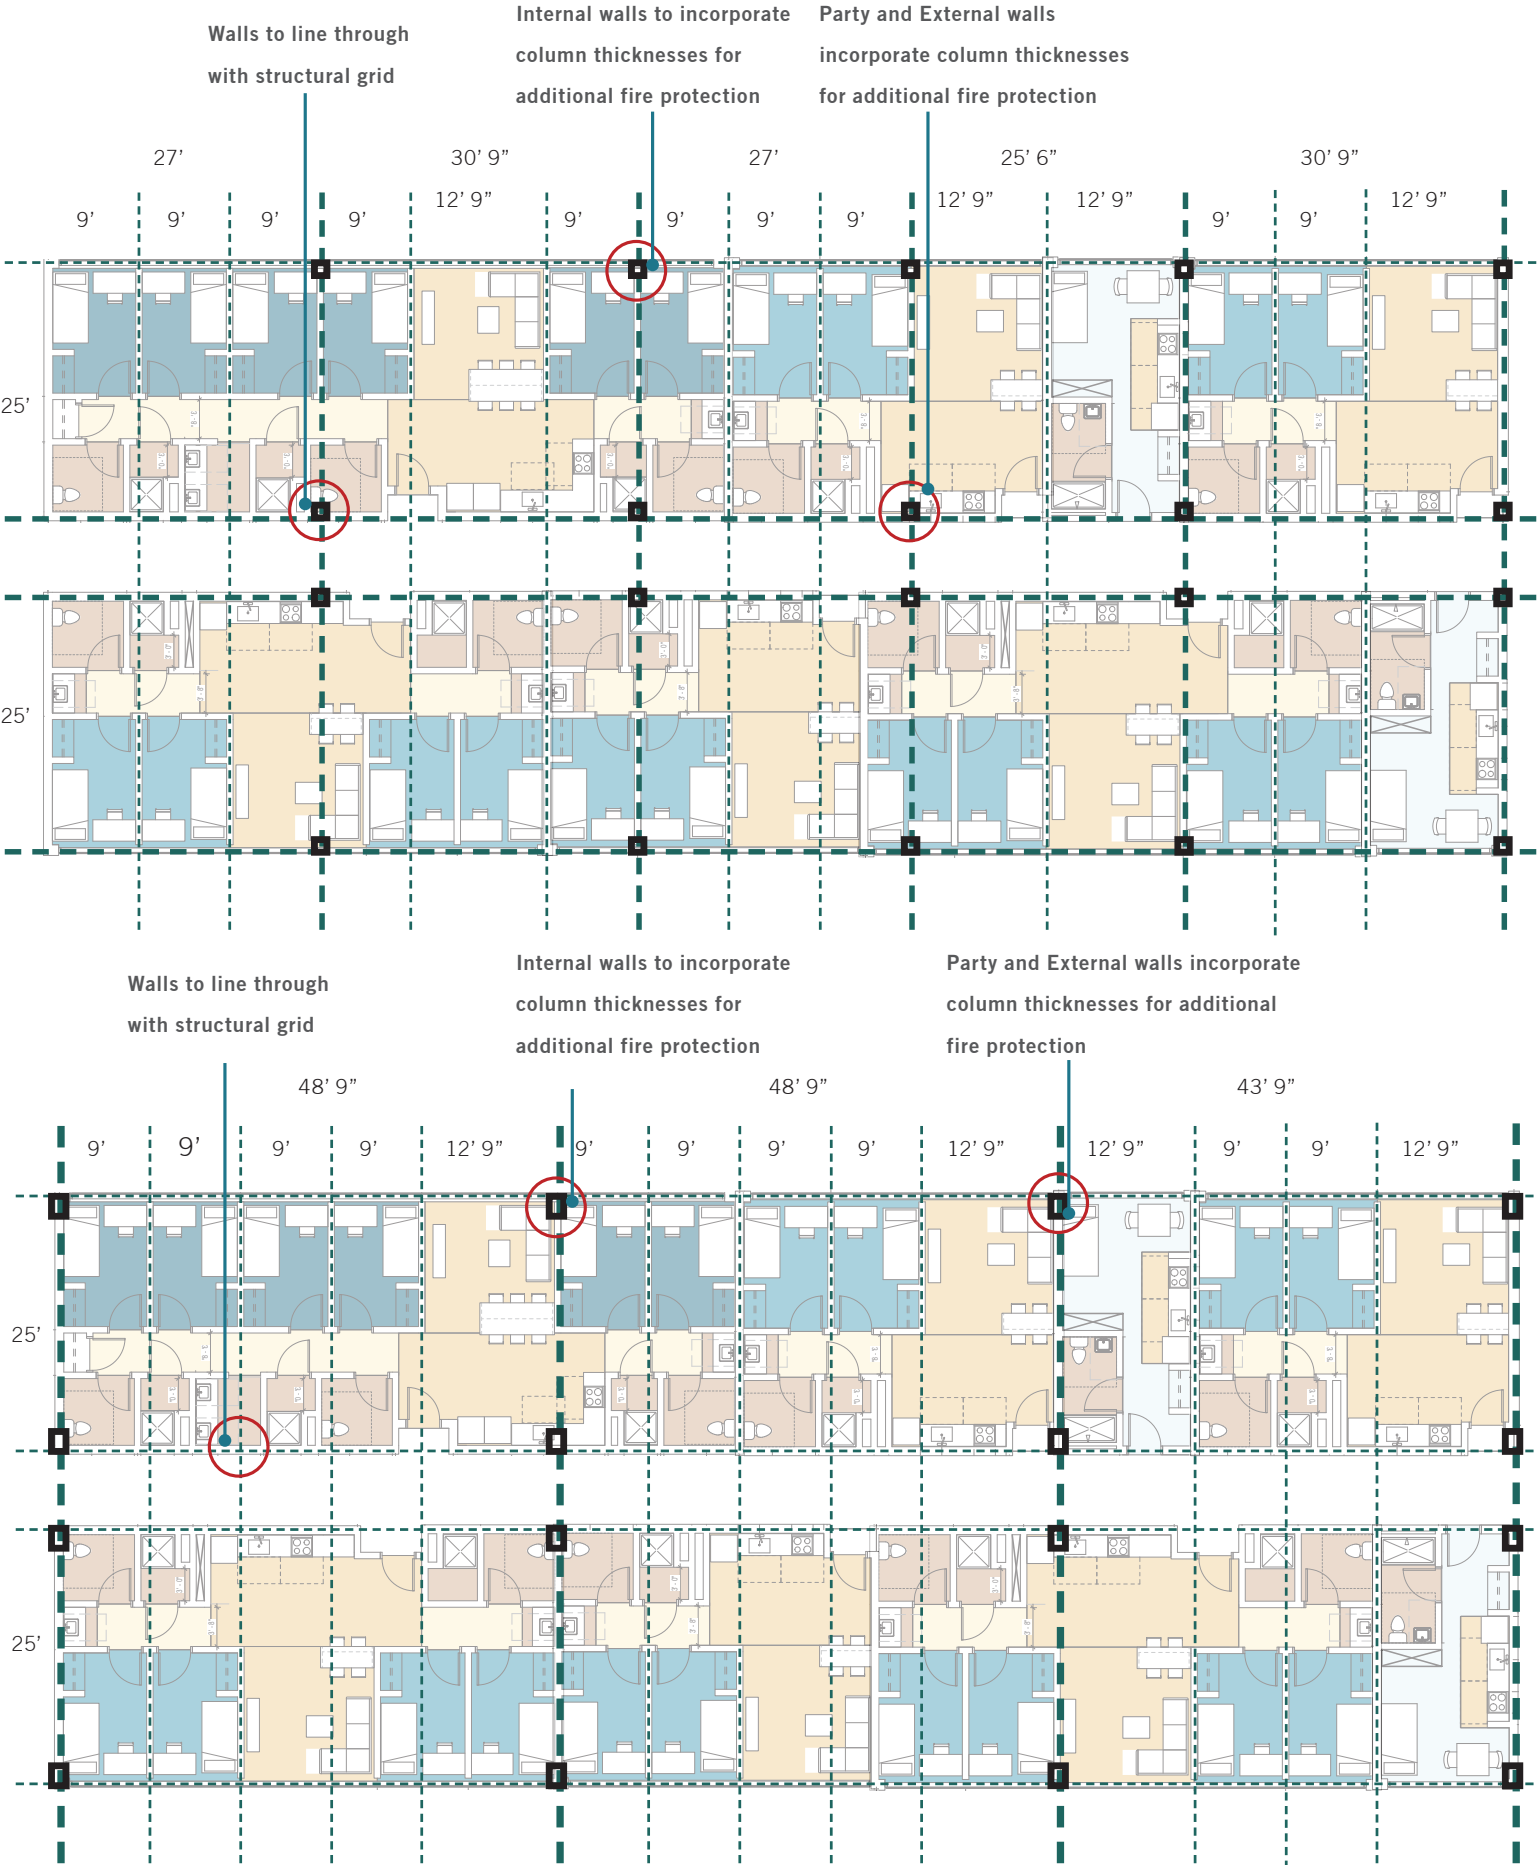 Walls to line through
with structural grid
Internal walls to incorporate
column thicknesses for
additional fire protection
Party and External walls
incorporate column thicknesses
for additional fire protection
27’
30’ 9”
27’
25’ 6”
30’ 9”
9’
9’
9’
9’
12’ 9”
9’
9’
9’
9’
12’ 9”
12’ 9”
9’
9’
12’ 9”
25’
25’
Walls to line through
with structural grid
Internal walls to incorporate
column thicknesses for
additional fire protection
Party and External walls incorporate
column thicknesses for additional
fire protection
48’ 9”
48’ 9”
43’ 9”
9’
9’
9’
9’
12’ 9”
9’
9’
9’
9’
12’ 9”
12’ 9”
9’
9’
12’ 9”
25’
25’